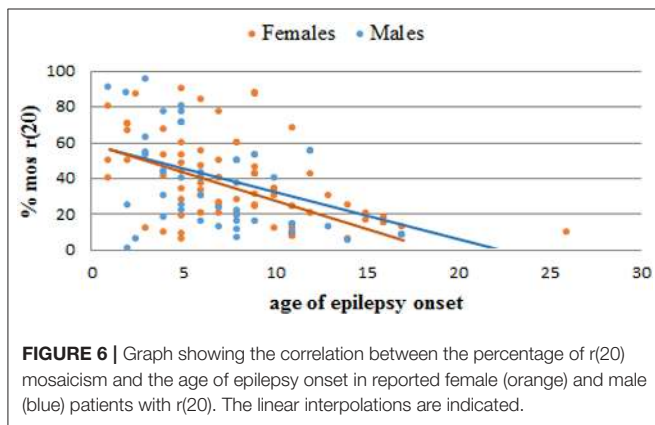 Females Males
% mos r(20)
100
80
60
40
20
0
0 5 10 15 20 25 30
age of epilepsy onset
FIGURE 6 | Graph showing the correlation between the percentage of r(20)
mosaicism and the age of epilepsy onset in reported female (orange) and male
(blue) patients with r(20). The linear interpolations are indicated.